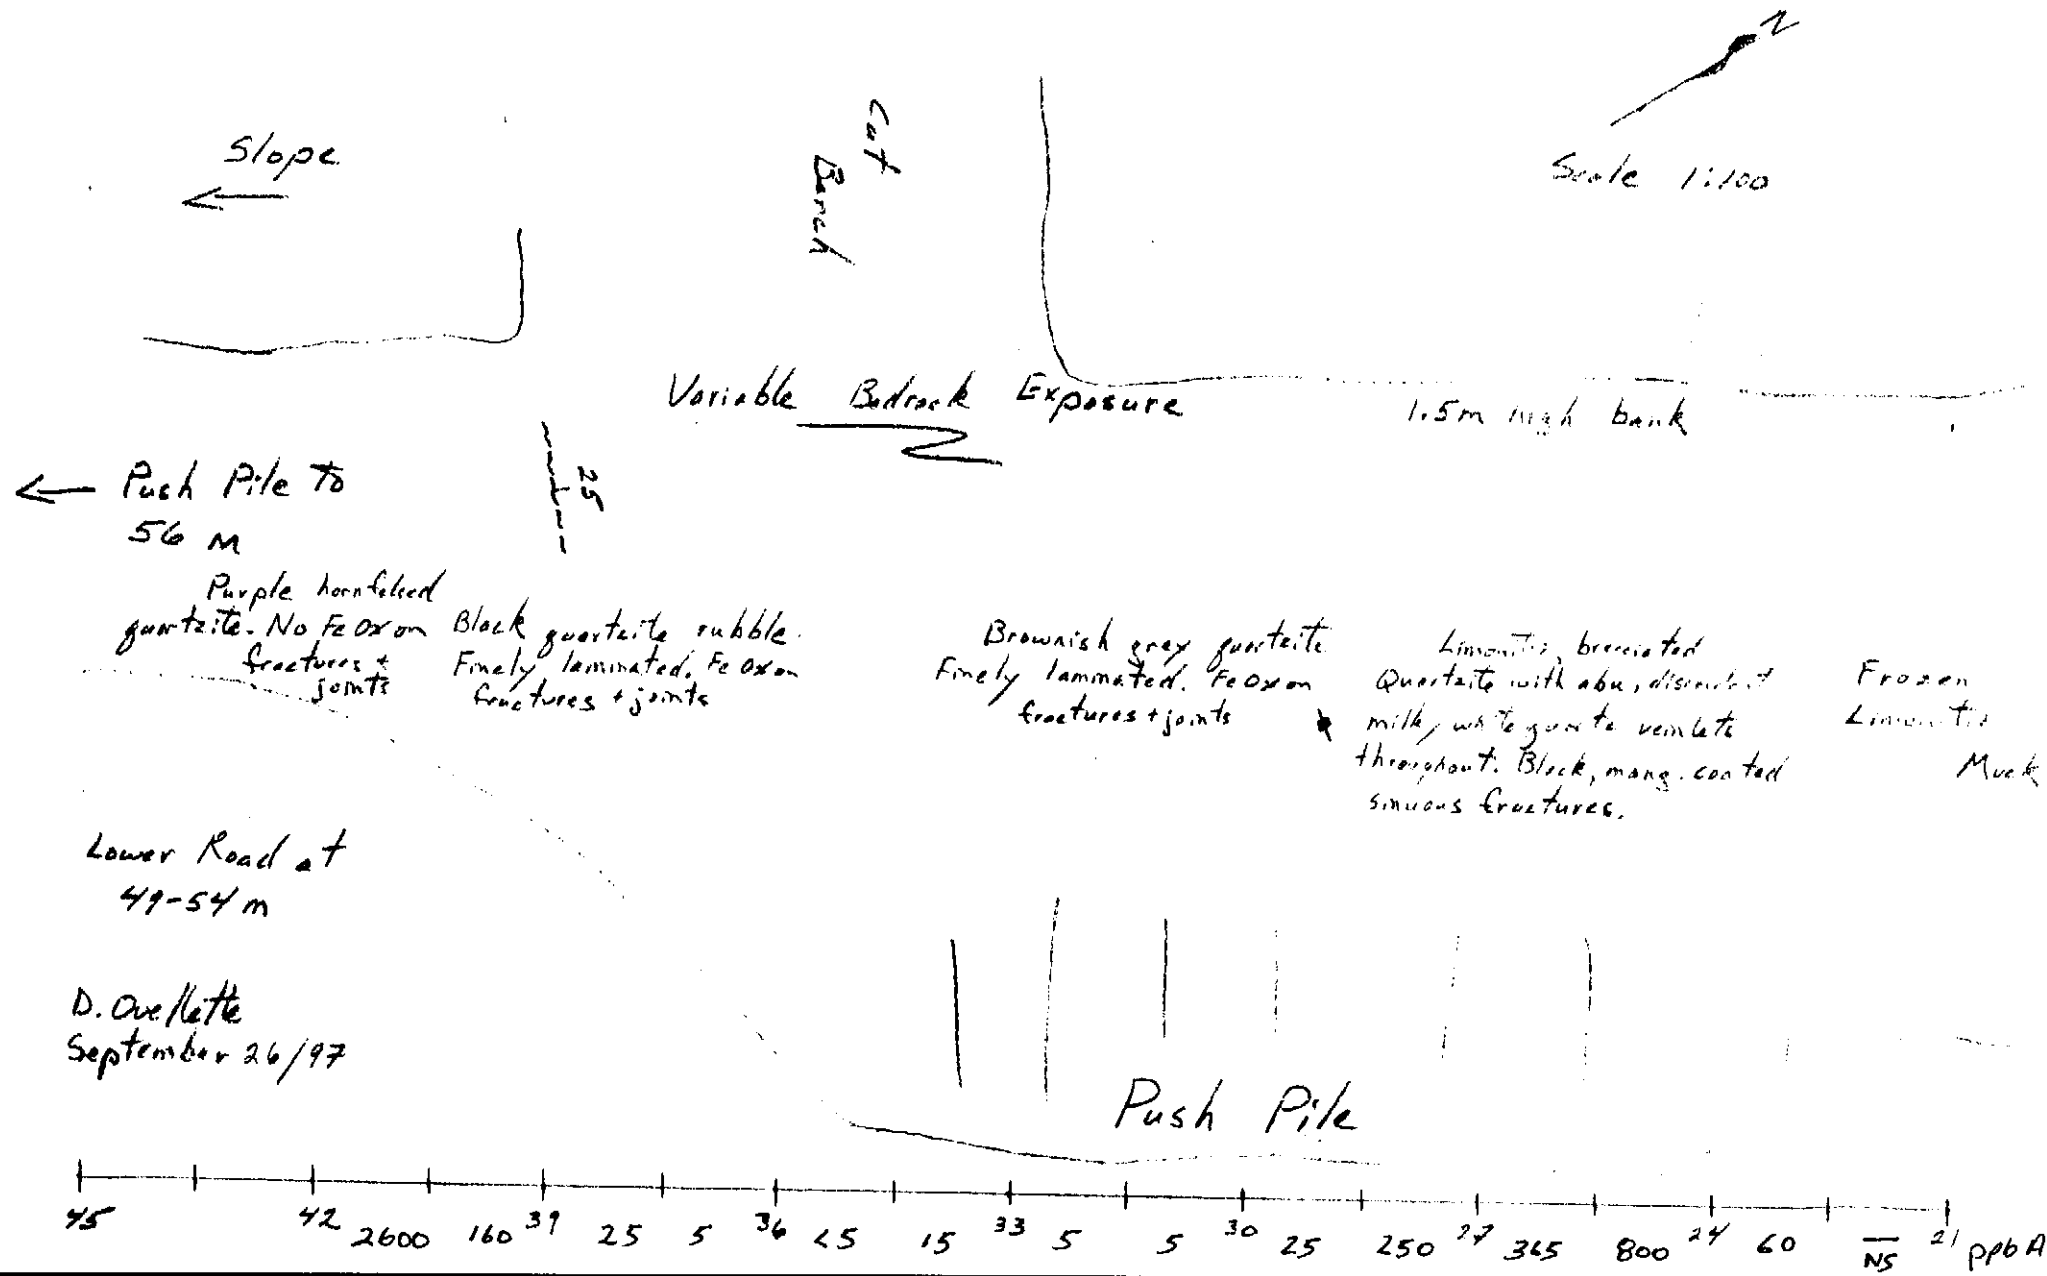 N
Scale 1:100
Slope
Cut
Bank
Variable Bedrock Exposure
1.5m high bank
25
Push Pile To
56 M
Purple hornfelsed
quartzite. No Fe Ox on
fractures +
joints
Black quartzite rubble.
Finely laminated. Fe Ox on
fractures + joints
Brownish grey quartzite
Finely laminated. Fe Ox on
fractures + joints
Limonitic, brecciated
Quartzite with abu, discordant
milky white quartz veinlets
throughout. Black, mang. coated
sinuous fractures.
Frozen
Limonitic
Muck
Lower Road at
49-54 m
D. Ouellette
September 26/97
Push Pile
45 42 39 36 33 30 27 24 21
2600 160 25 5 <5 15 5 5 25 250 365 800 60 NS ppb A